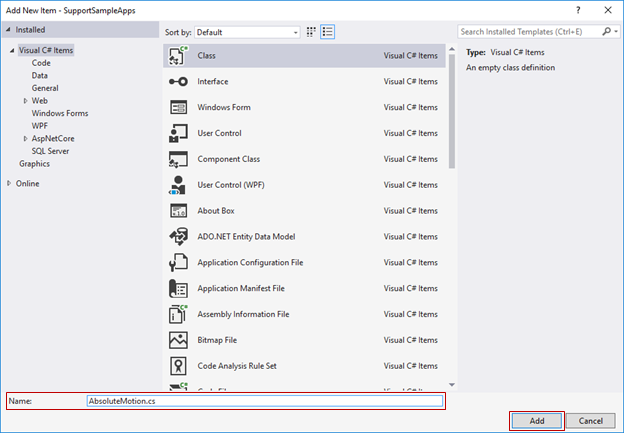 Add New Item - SupportSampleApps
? ×
Installed
Sort by: Default
Search Installed Templates (Ctrl+E)
Visual C# Items
Code
Data
General
Web
Windows Forms
WPF
AspNetCore
SQL Server
Graphics
Online
Class Visual C# Items
Interface Visual C# Items
Windows Form Visual C# Items
User Control Visual C# Items
Component Class Visual C# Items
User Control (WPF) Visual C# Items
About Box Visual C# Items
ADO.NET Entity Data Model Visual C# Items
Application Configuration File Visual C# Items
Application Manifest File Visual C# Items
Assembly Information File Visual C# Items
Bitmap File Visual C# Items
Code Analysis Rule Set Visual C# Items
Type: Visual C# Items
An empty class definition
Name: AbsoluteMotion.cs
Add Cancel